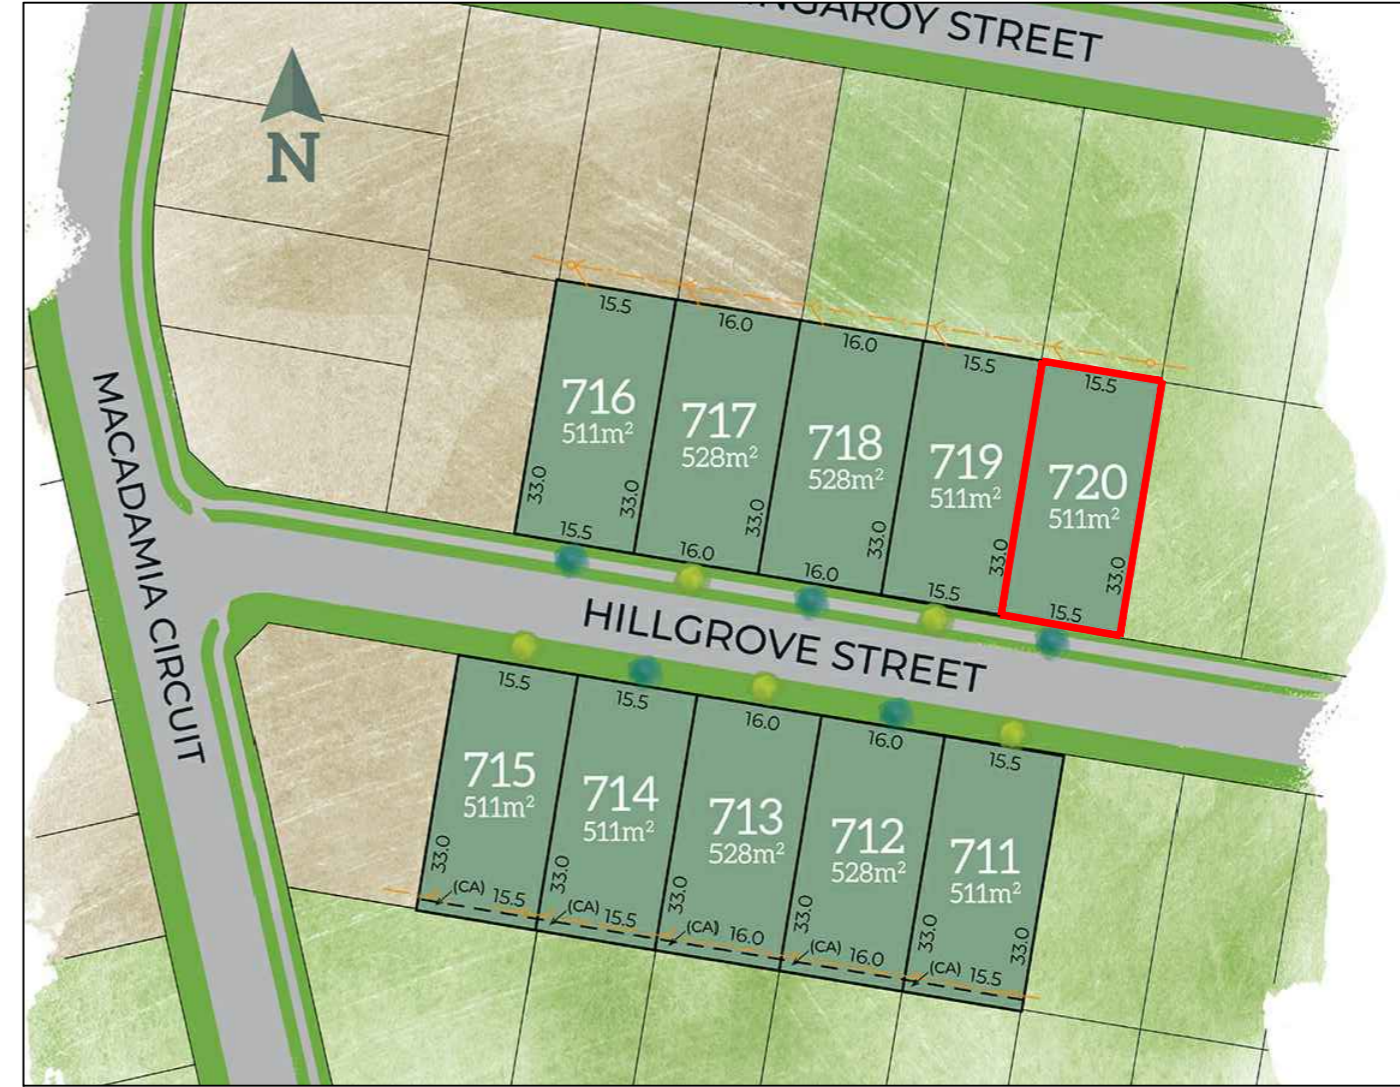 NGAROY STREET
N
15.5
16.0
16.0
15.5
15.5
716
511m²
717
528m²
718
528m²
719
511m²
720
511m²
33.0
33.0
33.0
33.0
33.0
33.0
15.5
16.0
16.0
15.5
15.5
MACADAMIA CIRCUIT
HILLGROVE STREET
15.5
15.5
16.0
16.0
15.5
715
511m²
714
511m²
713
528m²
712
528m²
711
511m²
33.0
33.0
33.0
33.0
33.0
33.0
(CA) 15.5
(CA) 15.5
(CA) 16.0
(CA) 16.0
(CA) 15.5